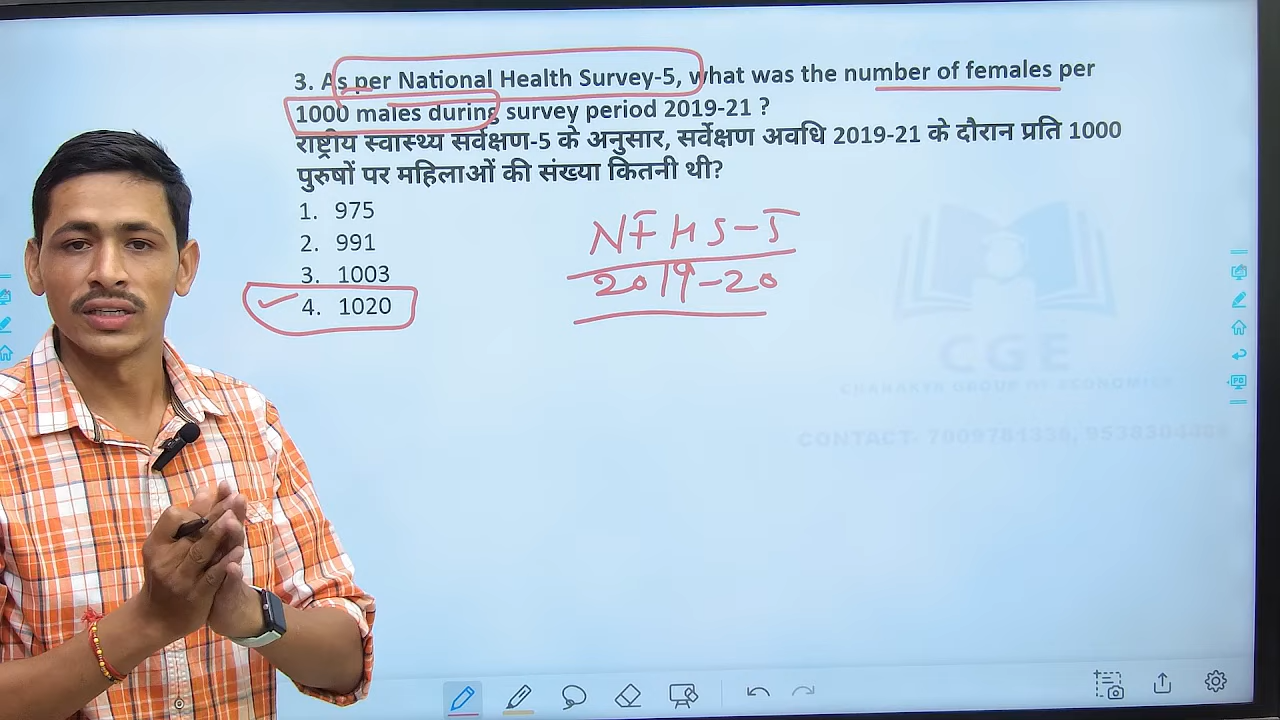 3. As per National Health Survey-5, what was the number of females per
1000 males during survey period 2019-21 ?
राष्ट्रीय स्वास्थ्य सर्वेक्षण-5 के अनुसार, सर्वेक्षण अवधि 2019-21 के दौरान प्रति 1000
पुरुषों पर महिलाओं की संख्या कितनी थी?
1. 975
2. 991
3. 1003
4. 1020
NFHS-5
2019-20
CGE
CHANAKYA GROUP OF ECONOMICS
CONTACT-